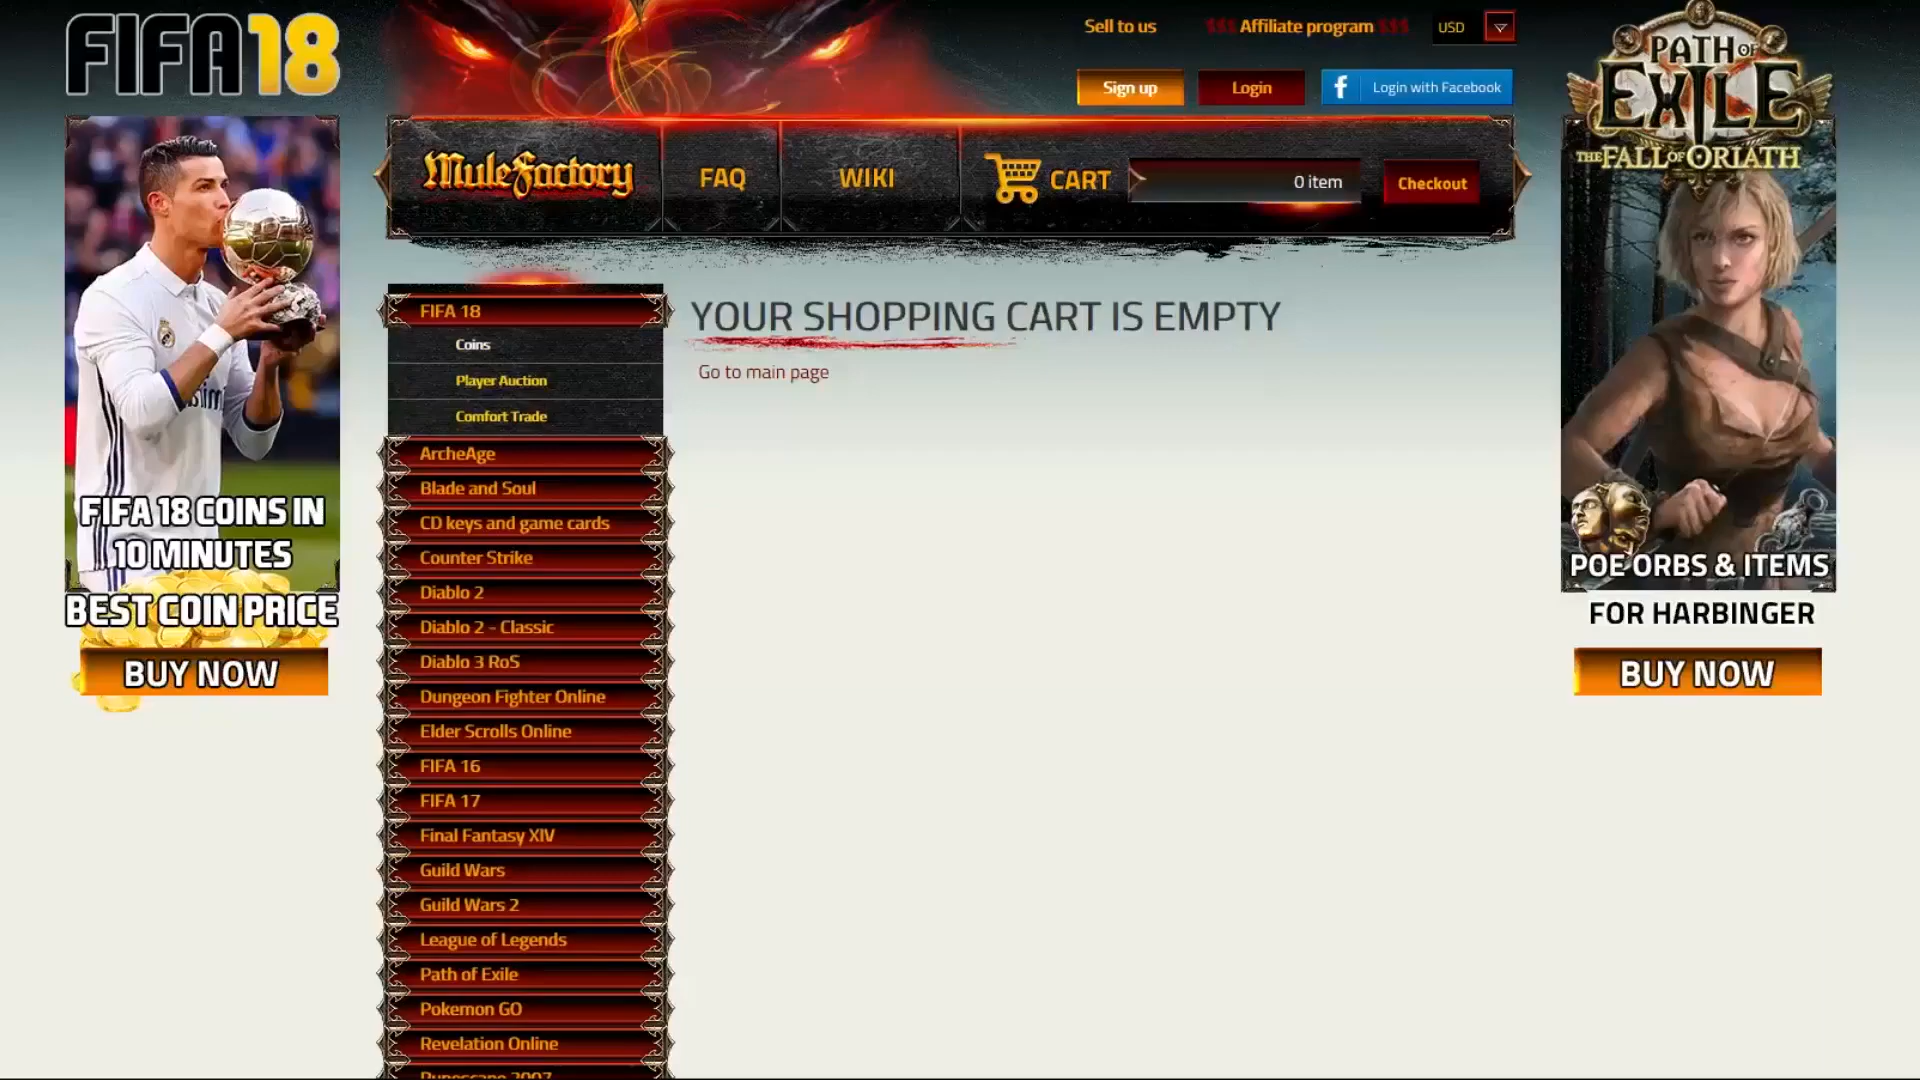 FIFA 18
FIFA 18 COINS IN
10 MINUTES
BEST COIN PRICE
BUY NOW
Sell to us
$$$ Affiliate program $$$
USD
Sign up
Login
f Login with Facebook
MuleFactory
FAQ
WIKI
CART
0 item
Checkout
FIFA 18
Coins
Player Auction
Comfort Trade
ArcheAge
Blade and Soul
CD keys and game cards
Counter Strike
Diablo 2
Diablo 2 - Classic
Diablo 3 RoS
Dungeon Fighter Online
Elder Scrolls Online
FIFA 16
FIFA 17
Final Fantasy XIV
Guild Wars
Guild Wars 2
League of Legends
Path of Exile
Pokemon GO
Revelation Online
Runescape 2007
YOUR SHOPPING CART IS EMPTY
Go to main page
PATH OF
EXILE
THE FALL OF ORIATH
POE ORBS & ITEMS
FOR HARBINGER
BUY NOW